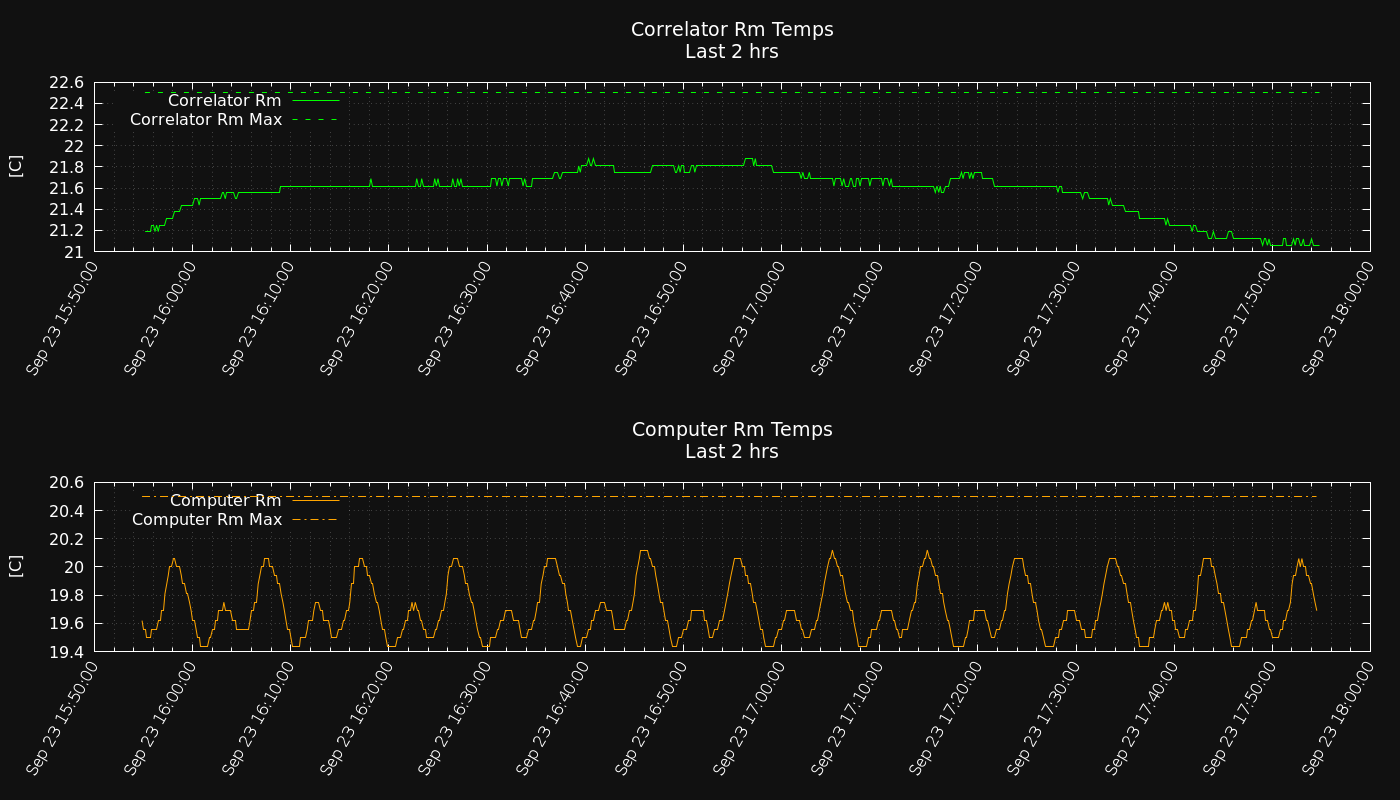 Correlator Rm Temps
Last 2 hrs
22.6
22.4
22.2
22
21.8
21.6
21.4
21.2
21
[C]
Correlator Rm
Correlator Rm Max
Sep 23 15:50:00
Sep 23 16:00:00
Sep 23 16:10:00
Sep 23 16:20:00
Sep 23 16:30:00
Sep 23 16:40:00
Sep 23 16:50:00
Sep 23 17:00:00
Sep 23 17:10:00
Sep 23 17:20:00
Sep 23 17:30:00
Sep 23 17:40:00
Sep 23 17:50:00
Sep 23 18:00:00
Computer Rm Temps
Last 2 hrs
20.6
20.4
20.2
20
19.8
19.6
19.4
[C]
Computer Rm
Computer Rm Max
Sep 23 15:50:00
Sep 23 16:00:00
Sep 23 16:10:00
Sep 23 16:20:00
Sep 23 16:30:00
Sep 23 16:40:00
Sep 23 16:50:00
Sep 23 17:00:00
Sep 23 17:10:00
Sep 23 17:20:00
Sep 23 17:30:00
Sep 23 17:40:00
Sep 23 17:50:00
Sep 23 18:00:00